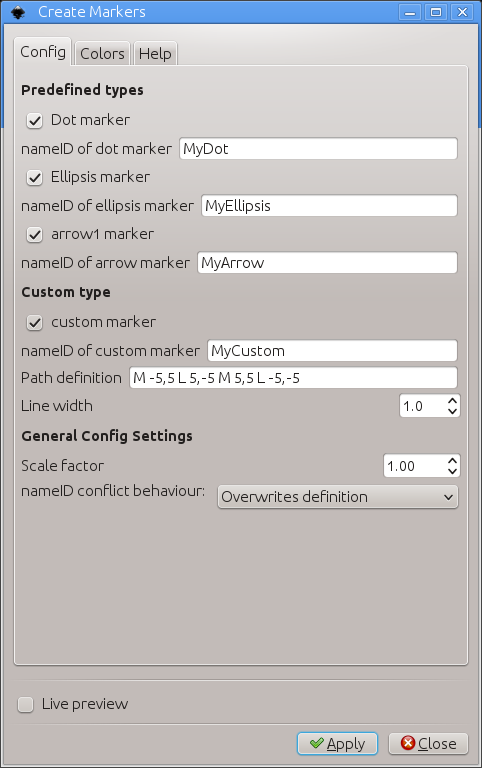 Create Markers
Config Colors Help
Predefined types
Dot marker
nameID of dot marker MyDot
Ellipsis marker
nameID of ellipsis marker MyEllipsis
arrow1 marker
nameID of arrow marker MyArrow
Custom type
custom marker
nameID of custom marker MyCustom
Path definition M -5,5 L 5,-5 M 5,5 L -5,-5
Line width 1.0
General Config Settings
Scale factor 1.00
nameID conflict behaviour: Overwrites definition
Live preview
Apply Close